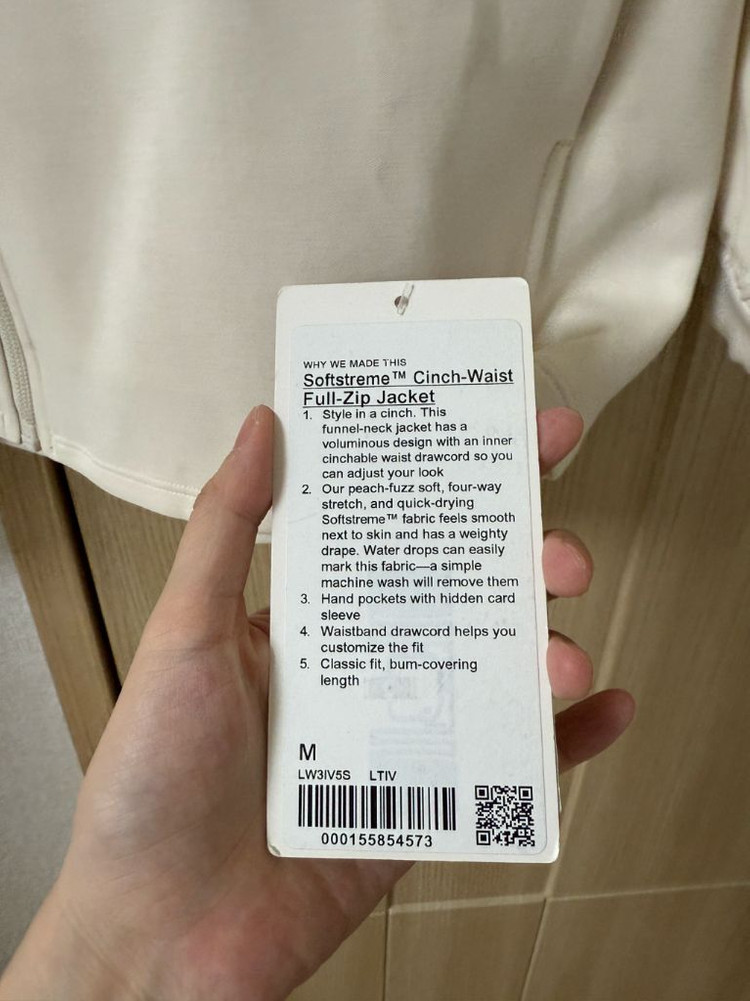 WHY WE MADE THIS
Softstreme™ Cinch-Waist
Full-Zip Jacket
1. Style in a cinch. This
funnel-neck jacket has a
voluminous design with an inner
cinchable waist drawcord so you
can adjust your look
2. Our peach-fuzz soft, four-way
stretch, and quick-drying
Softstreme™ fabric feels smooth
next to skin and has a weighty
drape. Water drops can easily
mark this fabric—a simple
machine wash will remove them
3. Hand pockets with hidden card
sleeve
4. Waistband drawcord helps you
customize the fit
5. Classic fit, bum-covering
length
M
LW3IV5S LTIV
000155854573